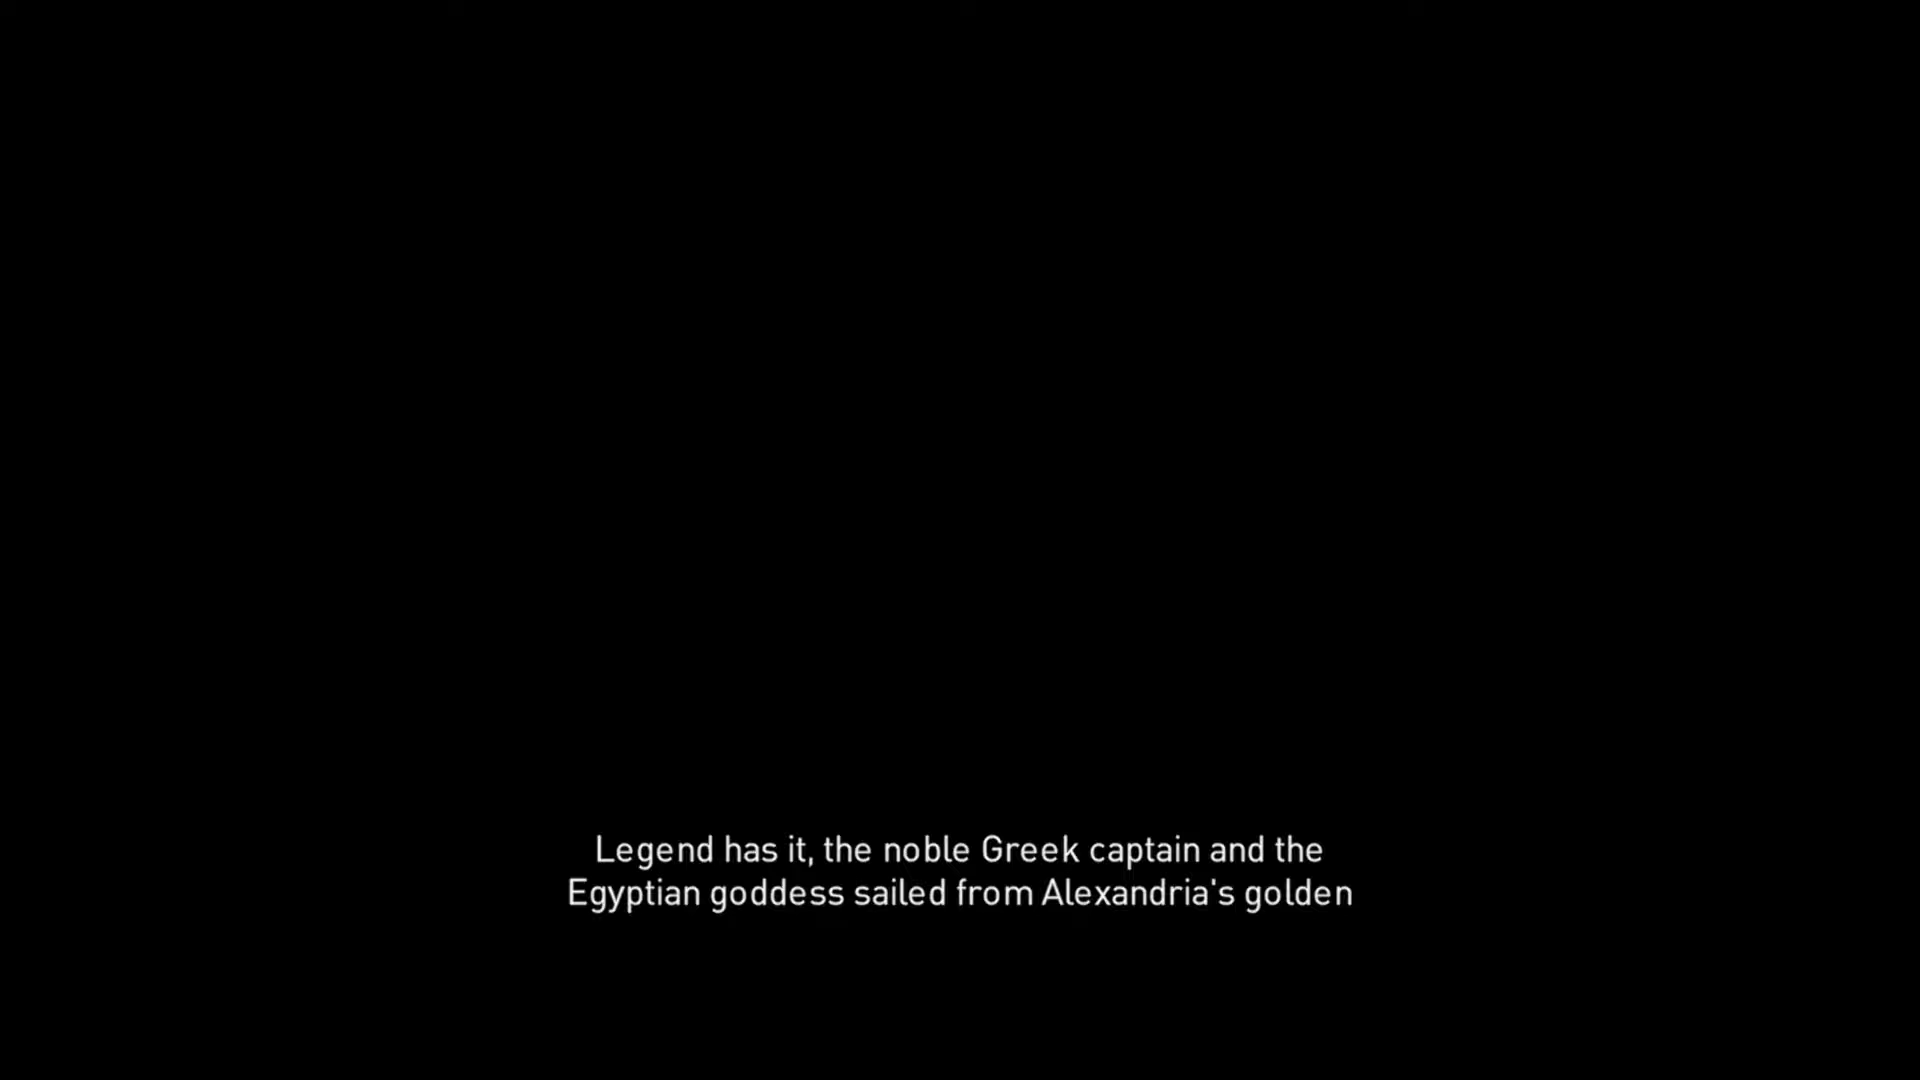 Legend has it, the noble Greek captain and the
Egyptian goddess sailed from Alexandria's golden